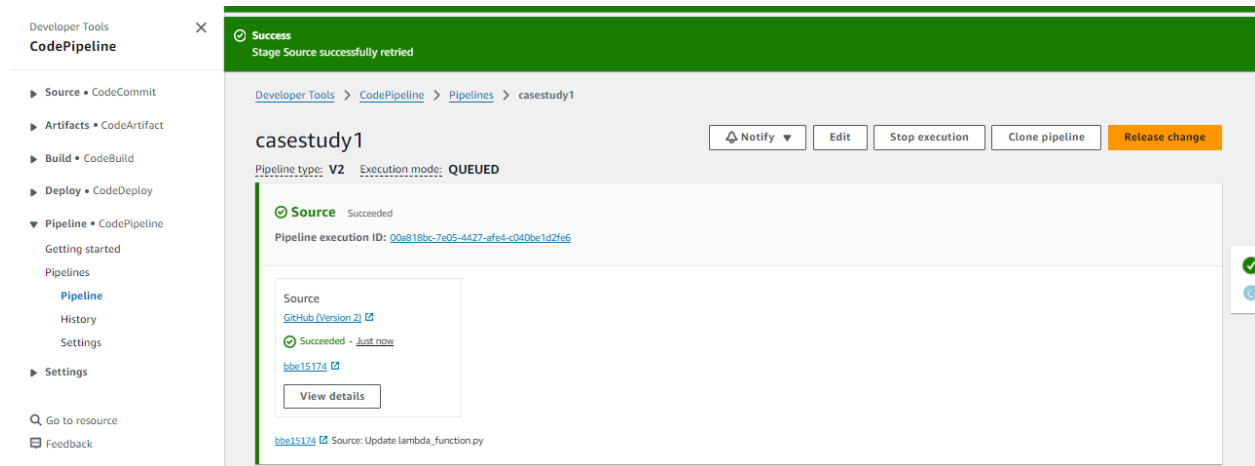 Developer Tools
CodePipeline
Source • CodeCommit
Artifacts • CodeArtifact
Build • CodeBuild
Deploy • CodeDeploy
Pipeline • CodePipeline
Getting started
Pipelines
Pipeline
History
Settings
Settings
Go to resource
Feedback
Success
Stage Source successfully retried
Developer Tools > CodePipeline > Pipelines > casestudy1
casestudy1
Notify Edit Stop execution Clone pipeline Release change
Pipeline type: V2 Execution mode: QUEUED
Source Succeeded
Pipeline execution ID: 00a818bc-7e05-4427-afe4-c040be1d2fe6
Source
GitHub (Version 2)
Succeeded - Just now
bbe15174
View details
bbe15174 Source: Update lambda_function.py